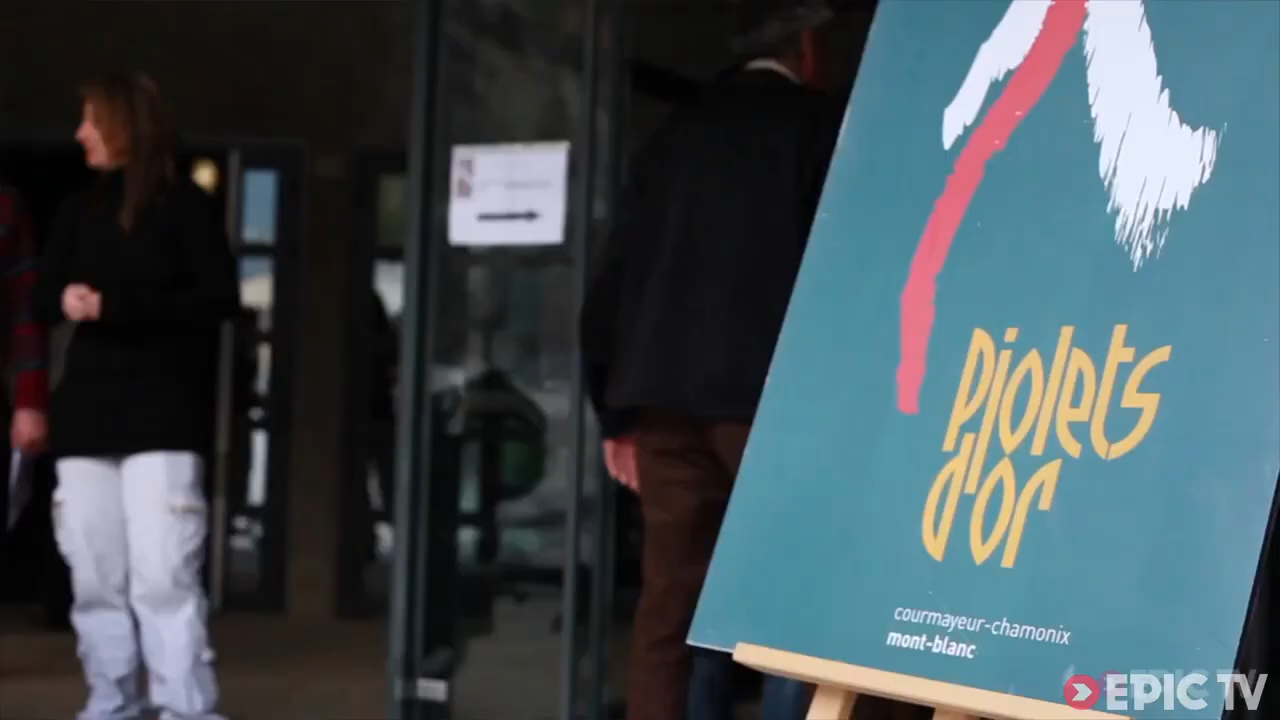 Piolets
d'or
courmayeur-chamonix
mont-blanc
EPIC TV